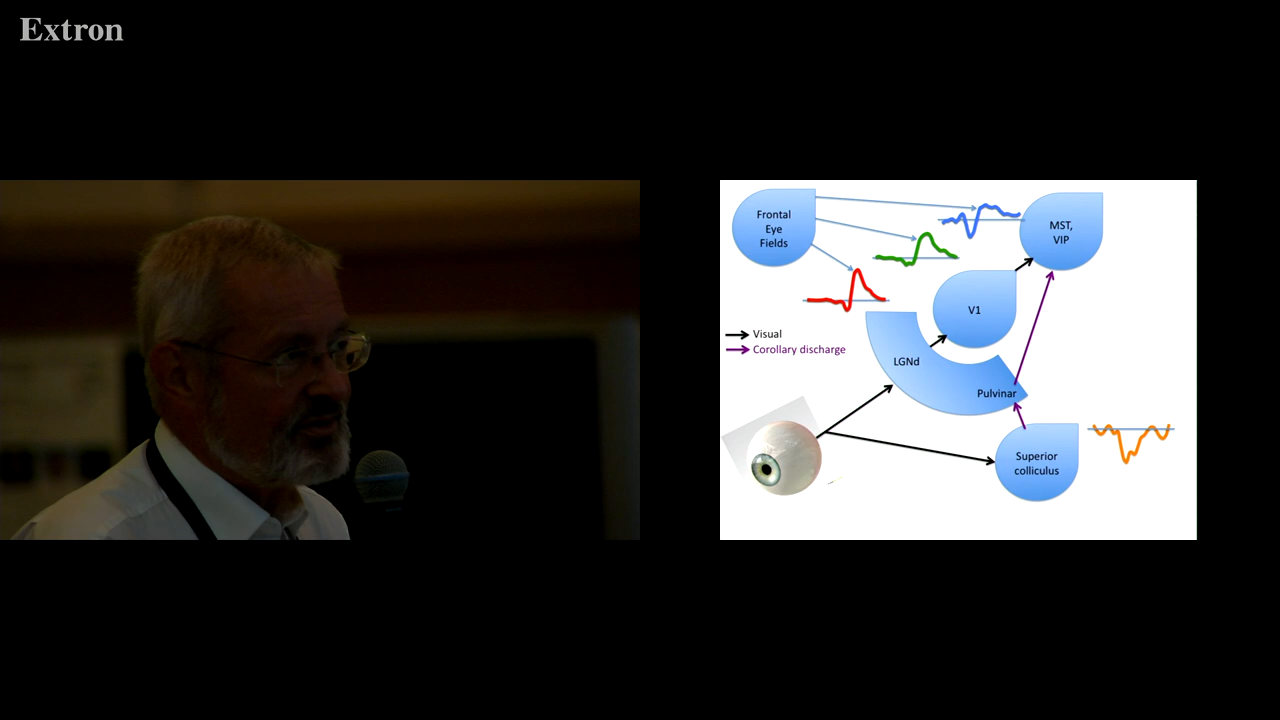 Extron
Frontal
Eye
Fields
MST,
VIP
V1
Visual
Corollary discharge
LGNd
Pulvinar
Superior
colliculus